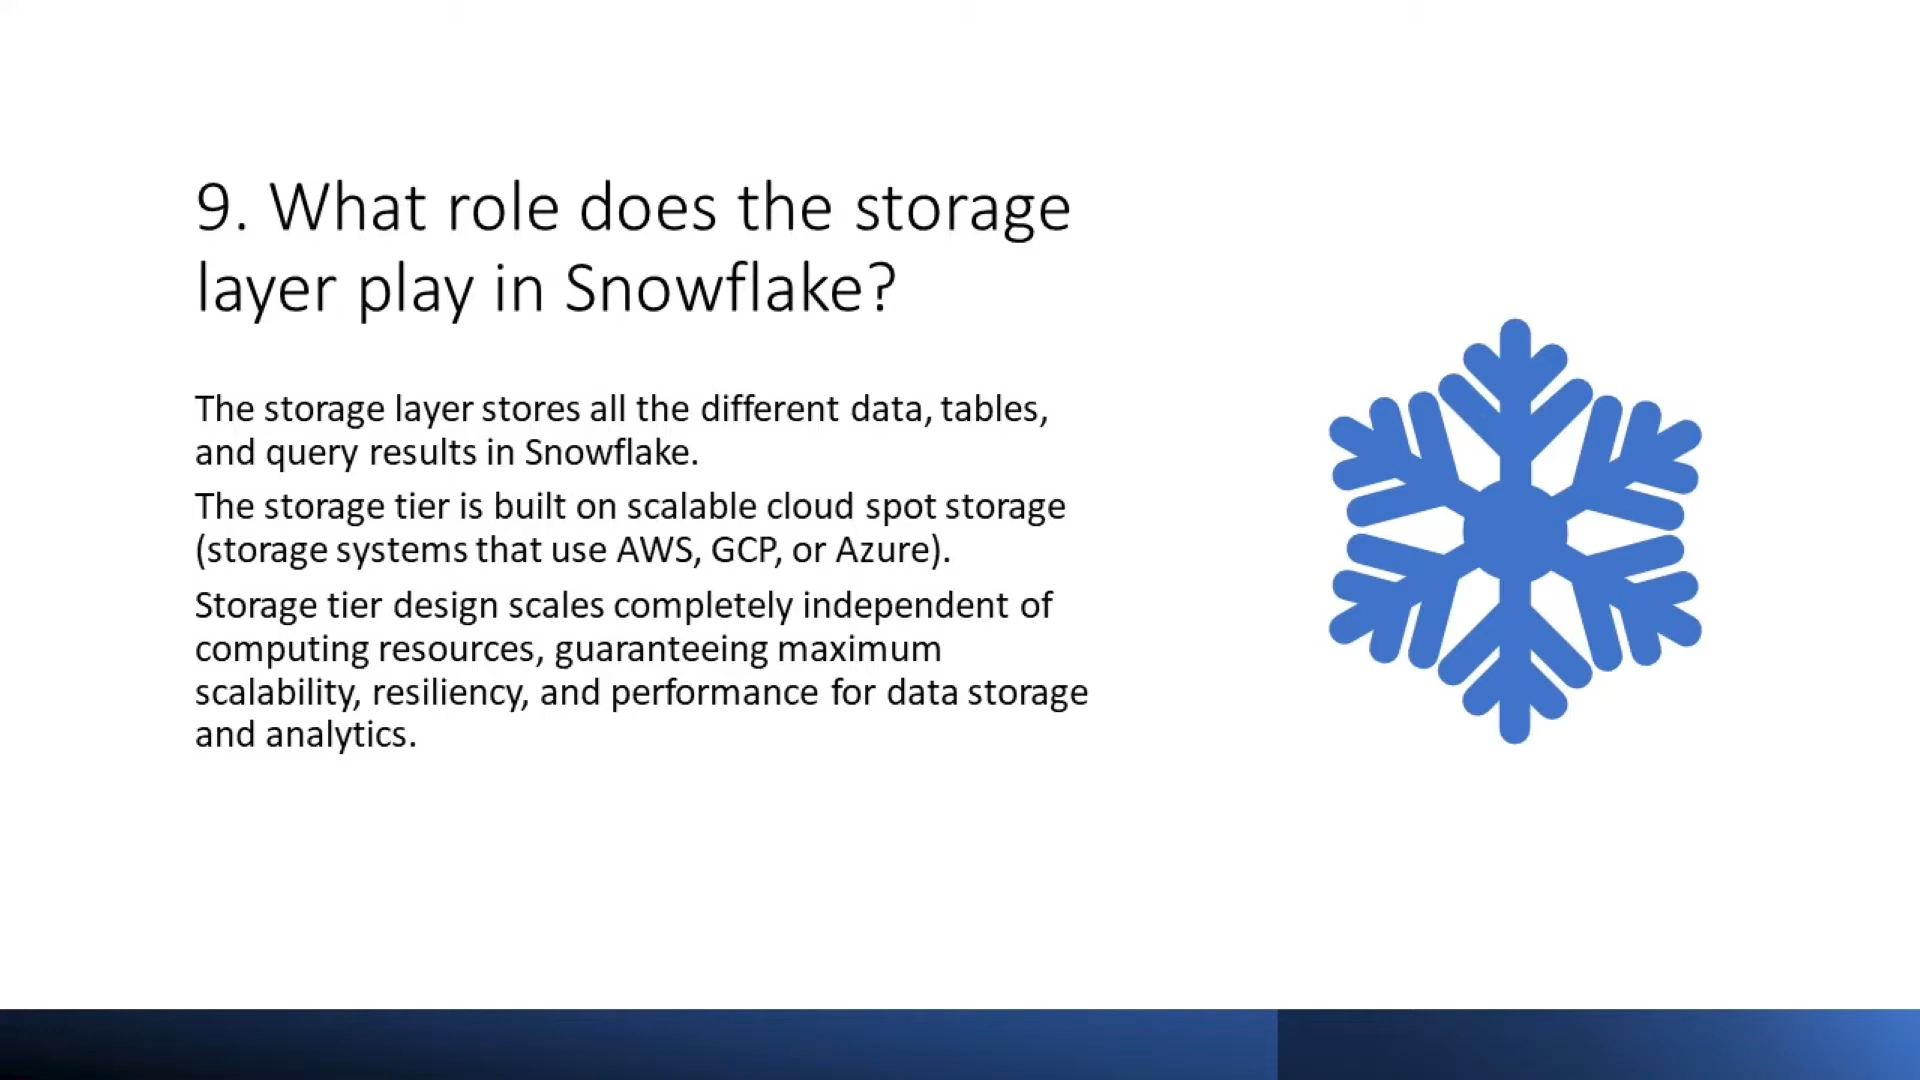 9. What role does the storage
layer play in Snowflake?
The storage layer stores all the different data, tables,
and query results in Snowflake.
The storage tier is built on scalable cloud spot storage
(storage systems that use AWS, GCP, or Azure).
Storage tier design scales completely independent of
computing resources, guaranteeing maximum
scalability, resiliency, and performance for data storage
and analytics.